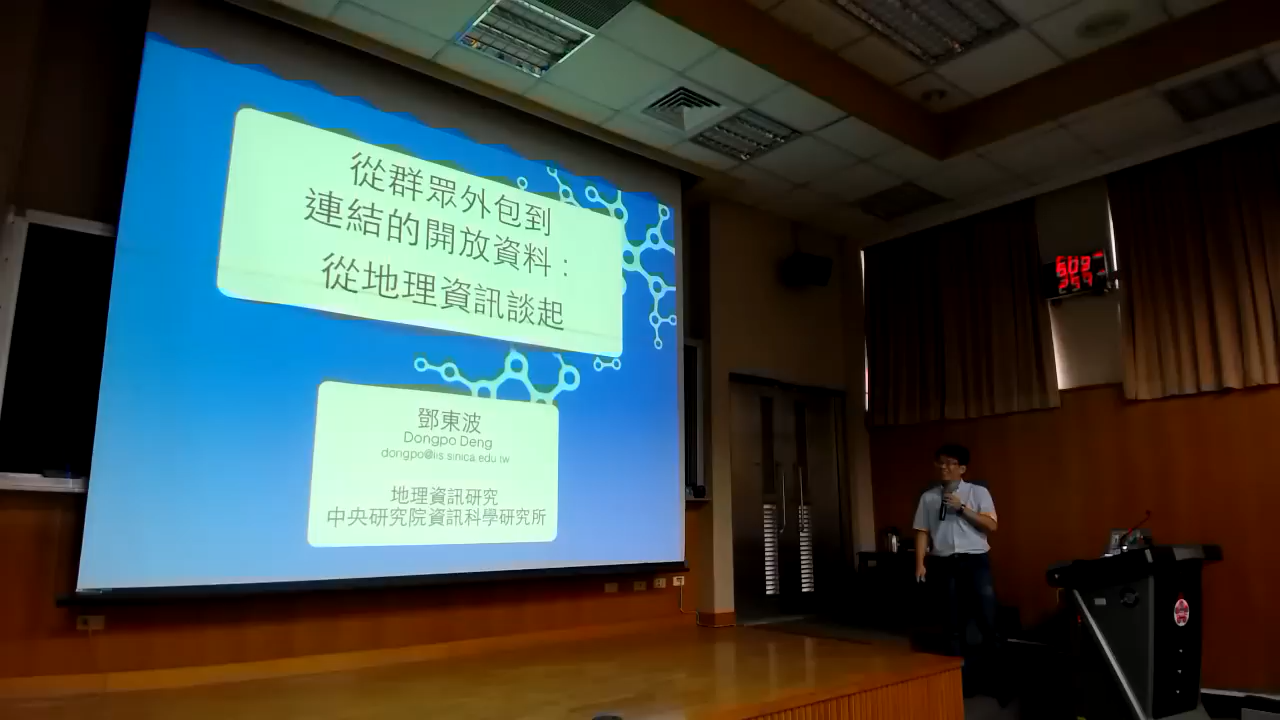 從群眾外包到
連結的開放資料:
從地理資訊談起
鄧東波
Dongpo Deng
dongpo@iis.sinica.edu.tw
地理資訊研究
中央研究院資訊科學研究所